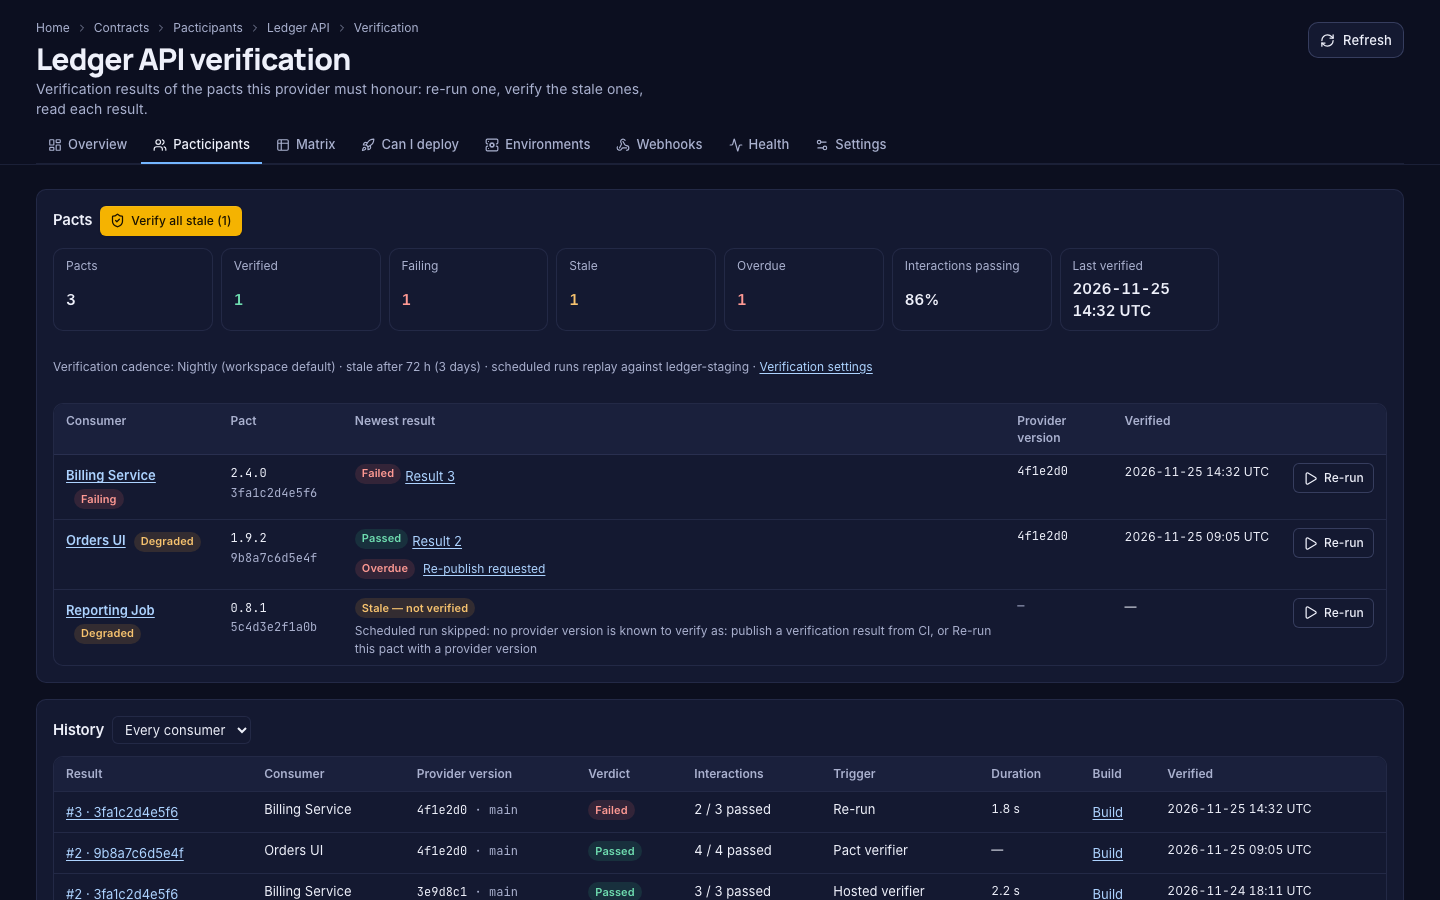 Home > Contracts > Pacticipants > Ledger API > Verification
Ledger API verification
Refresh
Verification results of the pacts this provider must honour: re-run one, verify the stale ones,
read each result.
Overview Pacticipants Matrix Can I deploy Environments Webhooks Health Settings
Pacts Verify all stale (1)
Pacts Verified Failing Stale Overdue Interactions passing Last verified
3 1 1 1 1 86% 2026-11-25
14:32 UTC
Verification cadence: Nightly (workspace default) · stale after 72 h (3 days) · scheduled runs replay against ledger-staging · Verification settings
Consumer Pact Newest result Provider Verified
version
Billing Service 2.4.0 Failed Result 3 4f1e2d0 2026-11-25 14:32 UTC Re-run
Failing 3fa1c2d4e5f6
Orders UI Degraded 1.9.2 Passed Result 2 4f1e2d0 2026-11-25 09:05 UTC Re-run
9b8a7c6d5e4f Overdue Re-publish requested
Reporting Job 0.8.1 Stale — not verified – — Re-run
Degraded 5c4d3e2f1a0b Scheduled run skipped: no provider version is known to verify as: publish a verification result from CI, or Re-run
this pact with a provider version
History Every consumer
Result Consumer Provider version Verdict Interactions Trigger Duration Build Verified
#3 · 3fa1c2d4e5f6 Billing Service 4f1e2d0 · main Failed 2 / 3 passed Re-run 1.8 s Build 2026-11-25 14:32 UTC
#2 · 9b8a7c6d5e4f Orders UI 4f1e2d0 · main Passed 4 / 4 passed Pact verifier — Build 2026-11-25 09:05 UTC
#2 · 3fa1c2d4e5f6 Billing Service 3e9d8c1 · main Passed 3 / 3 passed Hosted verifier 2.2 s Build 2026-11-24 18:11 UTC